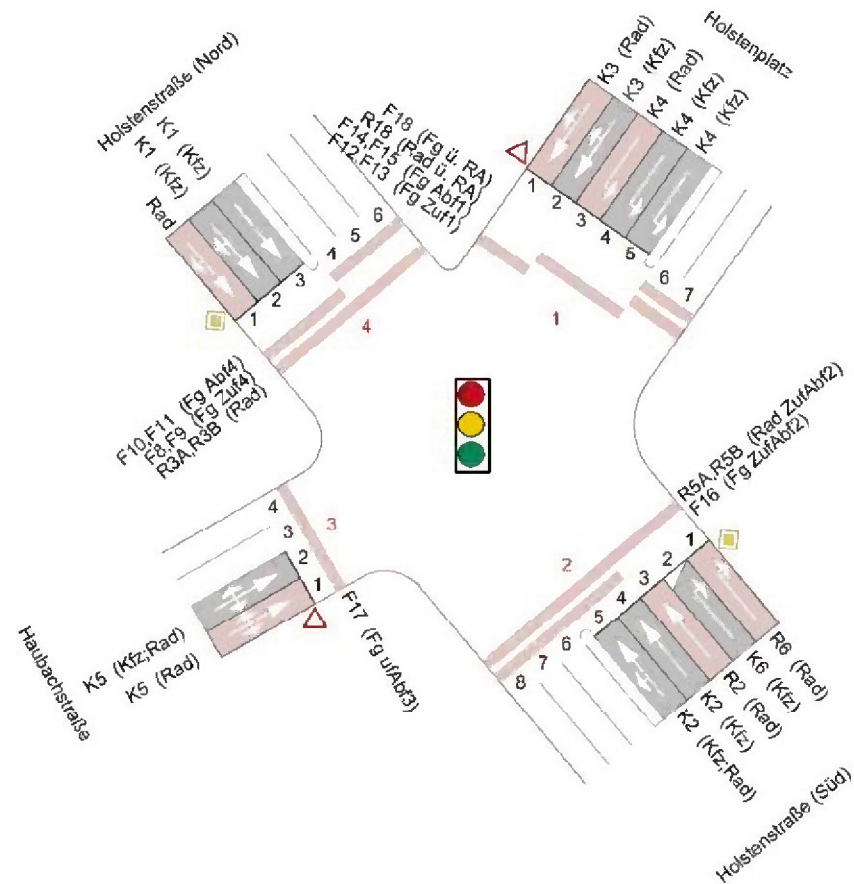 Holstenstraße (Nord)
K1 (Kfz)
K1 (Kfz)
Rad
1
2
3
4
5
6
F18 (Fg ü. RA)
R18 (Rad ü. RA)
F14,F15 (Fg Abf1)
F12,F13 (Fg Zuf1)
Holstenplatz
K3 (Rad)
K3 (Kfz)
K4 (Rad)
K4 (Kfz)
K4 (Kfz)
1
2
3
4
5
6
7
1
4
F10,F11 (Fg Abf4)
F8,F9 (Fg Zuf4)
R3A,R3B (Rad)
R5A,R5B (Rad ZufAbf2)
F16 (Fg ZufAbf2)
4
3
2
1
3
F17 (Fg ufAbf3)
K5 (Kfz;Rad)
K5 (Rad)
Haubachstraße
2
1
2
3
4
5
6
7
8
R6 (Rad)
K6 (Kfz)
R2 (Rad)
K2 (Kfz)
K2 (Kfz;Rad)
Holstenstraße (Süd)